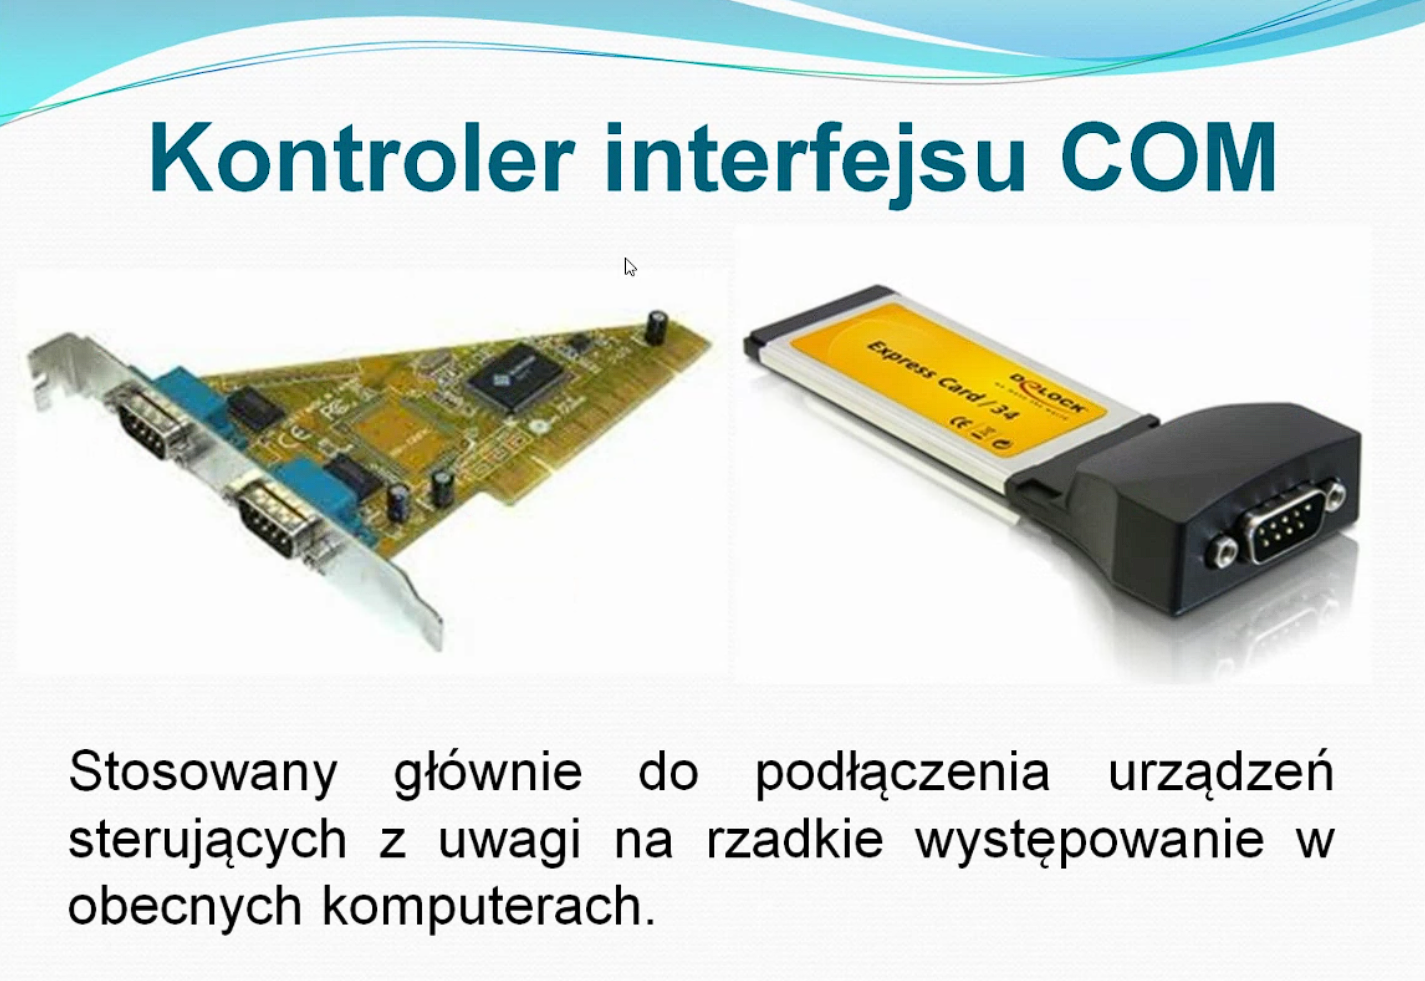 Kontroler interfejsu COM
Express Card / 34
DeLOCK
Stosowany głównie do podłączenia urządzeń
sterujących z uwagi na rzadkie występowanie w
obecnych komputerach.